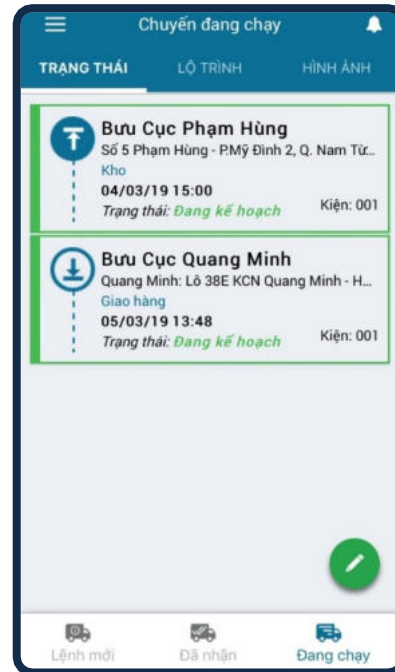 Chuyến đang chạy
TRẠNG THÁI LỘ TRÌNH HÌNH ẢNH
Bưu Cục Phạm Hùng
Số 5 Phạm Hùng - P.Mỹ Đình 2, Q. Nam Từ...
Kho
04/03/19 15:00
Trạng thái: Đang kế hoạch Kiện: 001
Bưu Cục Quang Minh
Quang Minh: Lô 38E KCN Quang Minh - H...
Giao hàng
05/03/19 13:48
Trạng thái: Đang kế hoạch Kiện: 001
Lệnh mới Đã nhận Đang chạy